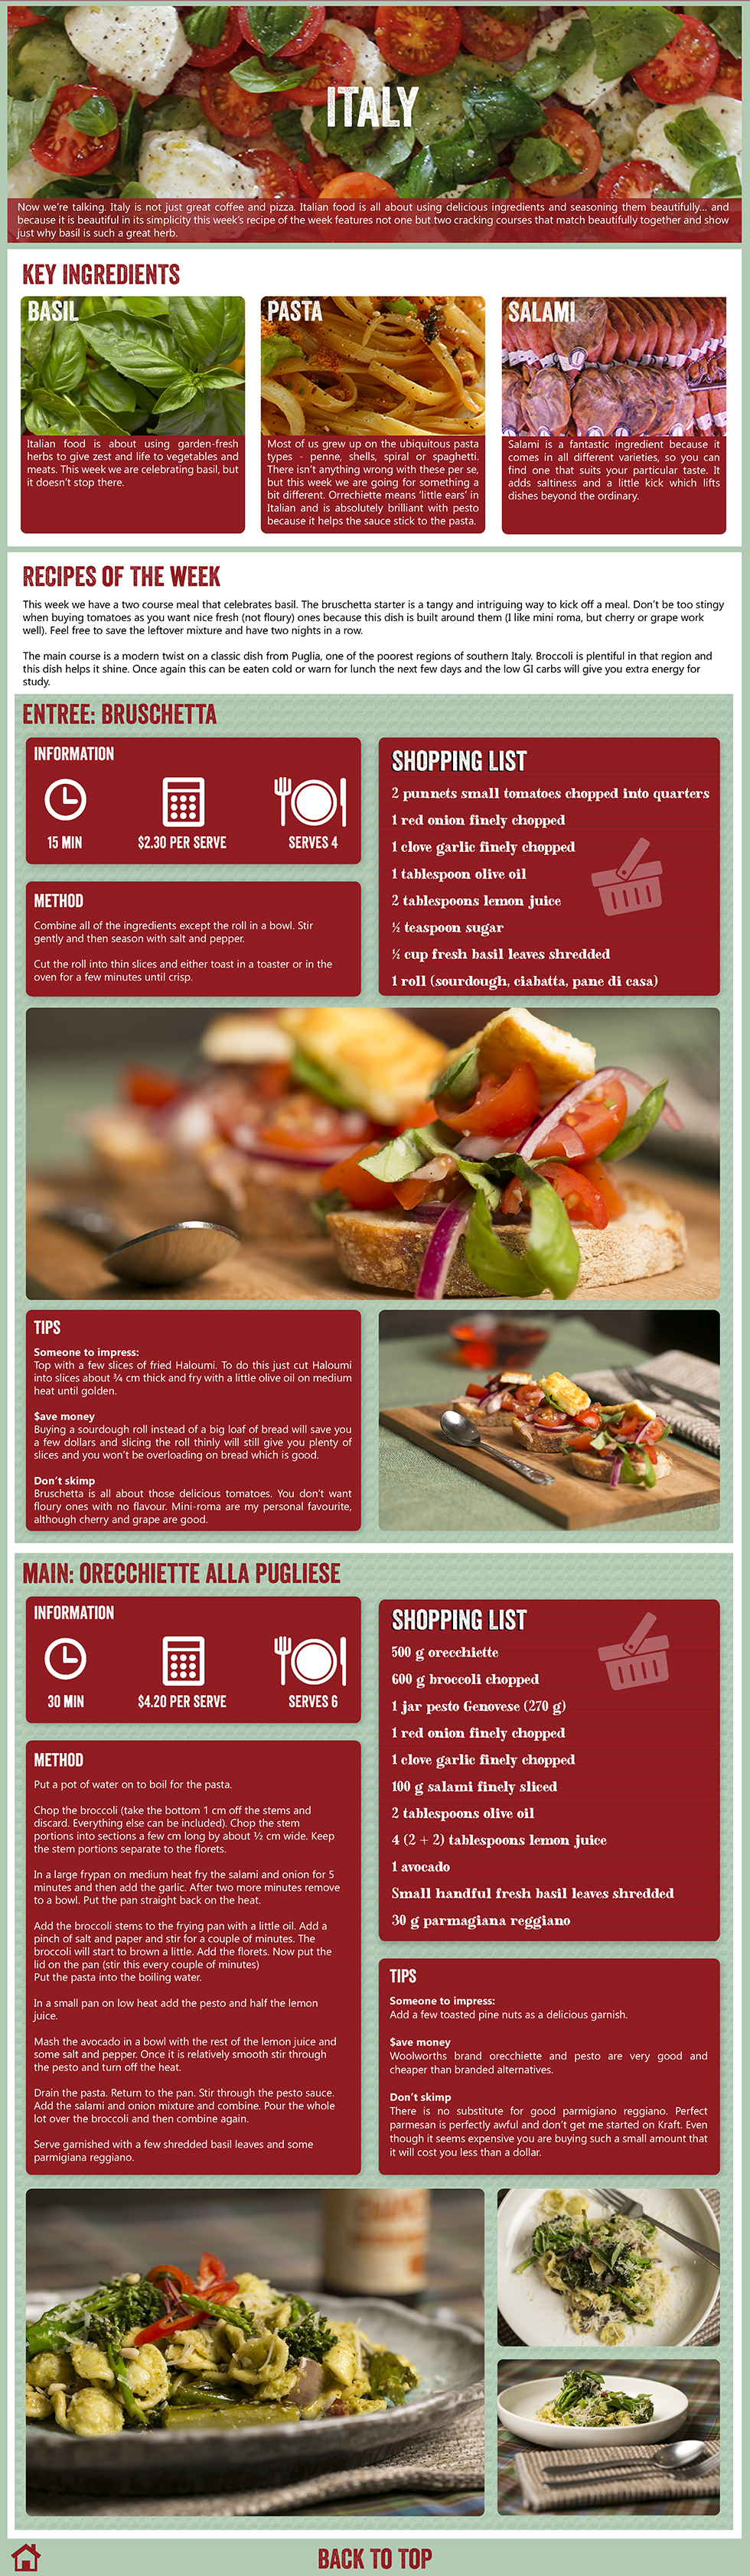 ITALY
Now we're talking. Italy is not just great coffee and pizza. Italian food is all about using delicious ingredients and seasoning them beautifully... and
because it is beautiful in its simplicity this week's recipe of the week features not one but two cracking courses that match beautifully together and show
just why basil is such a great herb.
KEY INGREDIENTS
BASIL
Italian food is about using garden-fresh
herbs to give zest and life to vegetables and
meats. This week we are celebrating basil, but
it doesn't stop there.
PASTA
Most of us grew up on the ubiquitous pasta
types - penne, shells, spiral or spaghetti.
There isn't anything wrong with these per se,
but this week we are going for something a
bit different. Orrechiette means 'little ears' in
Italian and is absolutely brilliant with pesto
because it helps the sauce stick to the pasta.
SALAMI
Salami is a fantastic ingredient because it
comes in all different varieties, so you can
find one that suits your particular taste. It
adds saltiness and a little kick which lifts
dishes beyond the ordinary.
RECIPES OF THE WEEK
This week we have a two course meal that celebrates basil. The bruschetta starter is a tangy and intriguing way to kick off a meal. Don't be too stingy
when buying tomatoes as you want nice fresh (not floury) ones because this dish is built around them (I like mini roma, but cherry or grape work
well). Feel free to save the leftover mixture and have two nights in a row.
The main course is a modern twist on a classic dish from Puglia, one of the poorest regions of southern Italy. Broccoli is plentiful in that region and
this dish helps it shine. Once again this can be eaten cold or warn for lunch the next few days and the low GI carbs will give you extra energy for
study.
ENTREE: BRUSCHETTA
INFORMATION
15 MIN
$2.30 PER SERVE
SERVES 4
METHOD
Combine all of the ingredients except the roll in a bowl. Stir
gently and then season with salt and pepper.
Cut the roll into thin slices and either toast in a toaster or in the
oven for a few minutes until crisp.
SHOPPING LIST
2 punnets small tomatoes chopped into quarters
1 red onion finely chopped
1 clove garlic finely chopped
1 tablespoon olive oil
2 tablespoons lemon juice
½ teaspoon sugar
½ cup fresh basil leaves shredded
1 roll (sourdough, ciabatta, pane di casa)
TIPS
Someone to impress:
Top with a few slices of fried Haloumi. To do this just cut Haloumi
into slices about ¾ cm thick and fry with a little olive oil on medium
heat until golden.
$ave money
Buying a sourdough roll instead of a big loaf of bread will save you
a few dollars and slicing the roll thinly will still give you plenty of
slices and you won't be overloading on bread which is good.
Don't skimp
Bruschetta is all about those delicious tomatoes. You don't want
floury ones with no flavour. Mini-roma are my personal favourite,
although cherry and grape are good.
MAIN: ORECCHIETTE ALLA PUGLIESE
INFORMATION
30 MIN
$4.20 PER SERVE
SERVES 6
METHOD
Put a pot of water on to boil for the pasta.
Chop the broccoli (take the bottom 1 cm off the stems and
discard. Everything else can be included). Chop the stem
portions into sections a few cm long by about ½ cm wide. Keep
the stem portions separate to the florets.
In a large frypan on medium heat fry the salami and onion for 5
minutes and then add the garlic. After two more minutes remove
to a bowl. Put the pan straight back on the heat.
Add the broccoli stems to the frying pan with a little oil. Add a
pinch of salt and paper and stir for a couple of minutes. The
broccoli will start to brown a little. Add the florets. Now put the
lid on the pan (stir this every couple of minutes)
Put the pasta into the boiling water.
In a small pan on low heat add the pesto and half the lemon
juice.
Mash the avocado in a bowl with the rest of the lemon juice and
some salt and pepper. Once it is relatively smooth stir through
the pesto and turn off the heat.
Drain the pasta. Return to the pan. Stir through the pesto sauce.
Add the salami and onion mixture and combine. Pour the whole
lot over the broccoli and then combine again.
Serve garnished with a few shredded basil leaves and some
parmigiana reggiano.
SHOPPING LIST
500 g orecchiette
600 g broccoli chopped
1 jar pesto Genovese (270 g)
1 red onion finely chopped
1 clove garlic finely chopped
100 g salami finely sliced
2 tablespoons olive oil
4 (2 + 2) tablespoons lemon juice
1 avocado
Small handful fresh basil leaves shredded
30 g parmagiana reggiano
TIPS
Someone to impress:
Add a few toasted pine nuts as a delicious garnish.
$ave money
Woolworths brand orecchiette and pesto are very good and
cheaper than branded alternatives.
Don't skimp
There is no substitute for good parmigiano reggiano. Perfect
parmesan is perfectly awful and don't get me started on Kraft. Even
though it seems expensive you are buying such a small amount that
it will cost you less than a dollar.
BACK TO TOP